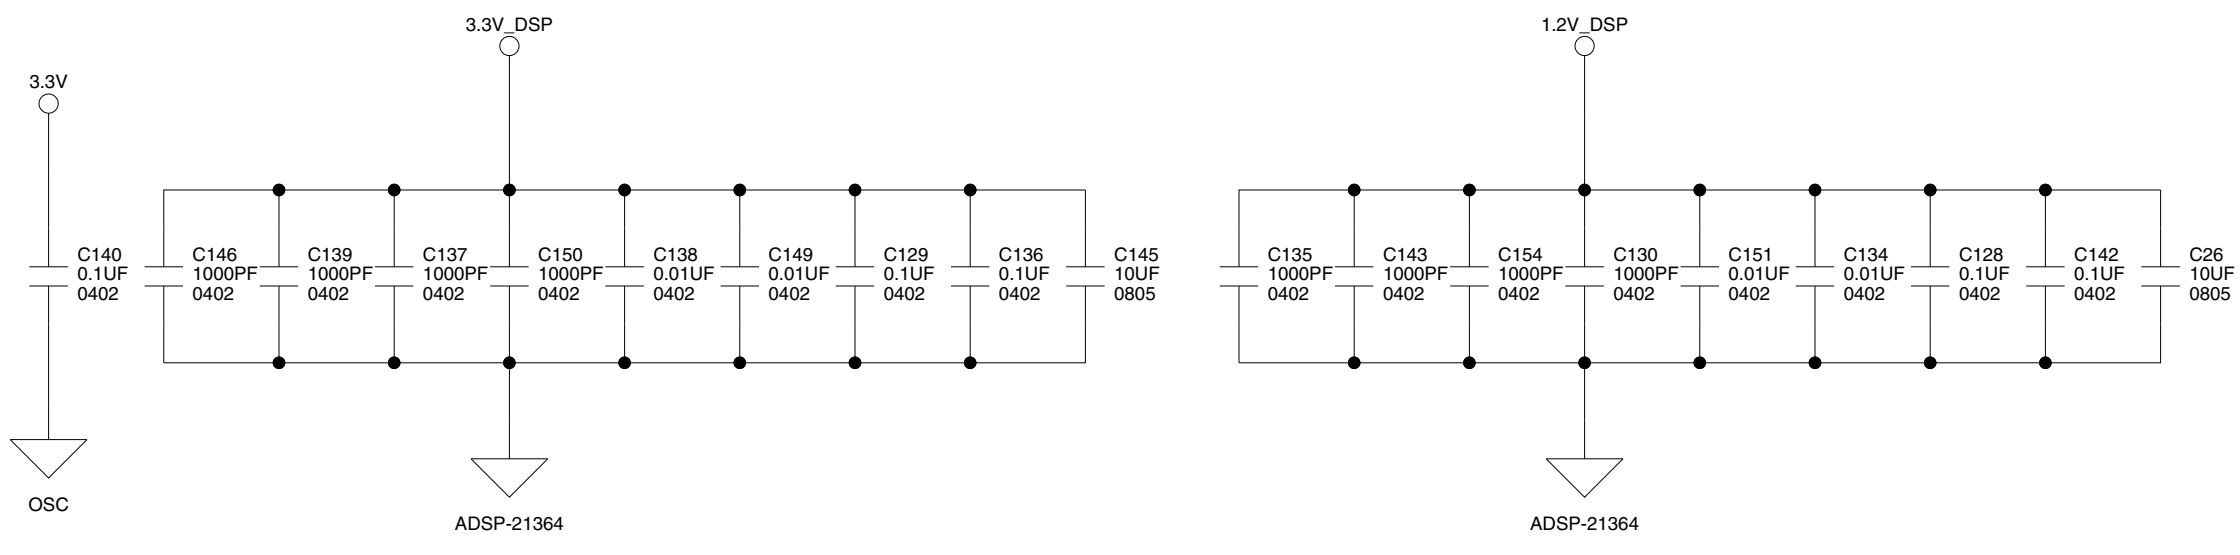 3.3V_DSP
1.2V_DSP
3.3V
C140
0.1UF
0402
C146
1000PF
0402
C139
1000PF
0402
C137
1000PF
0402
C150
1000PF
0402
C138
0.01UF
0402
C149
0.01UF
0402
C129
0.1UF
0402
C136
0.1UF
0402
C145
10UF
0805
C135
1000PF
0402
C143
1000PF
0402
C154
1000PF
0402
C130
1000PF
0402
C151
0.01UF
0402
C134
0.01UF
0402
C128
0.1UF
0402
C142
0.1UF
0402
C26
10UF
0805
OSC
ADSP-21364
ADSP-21364